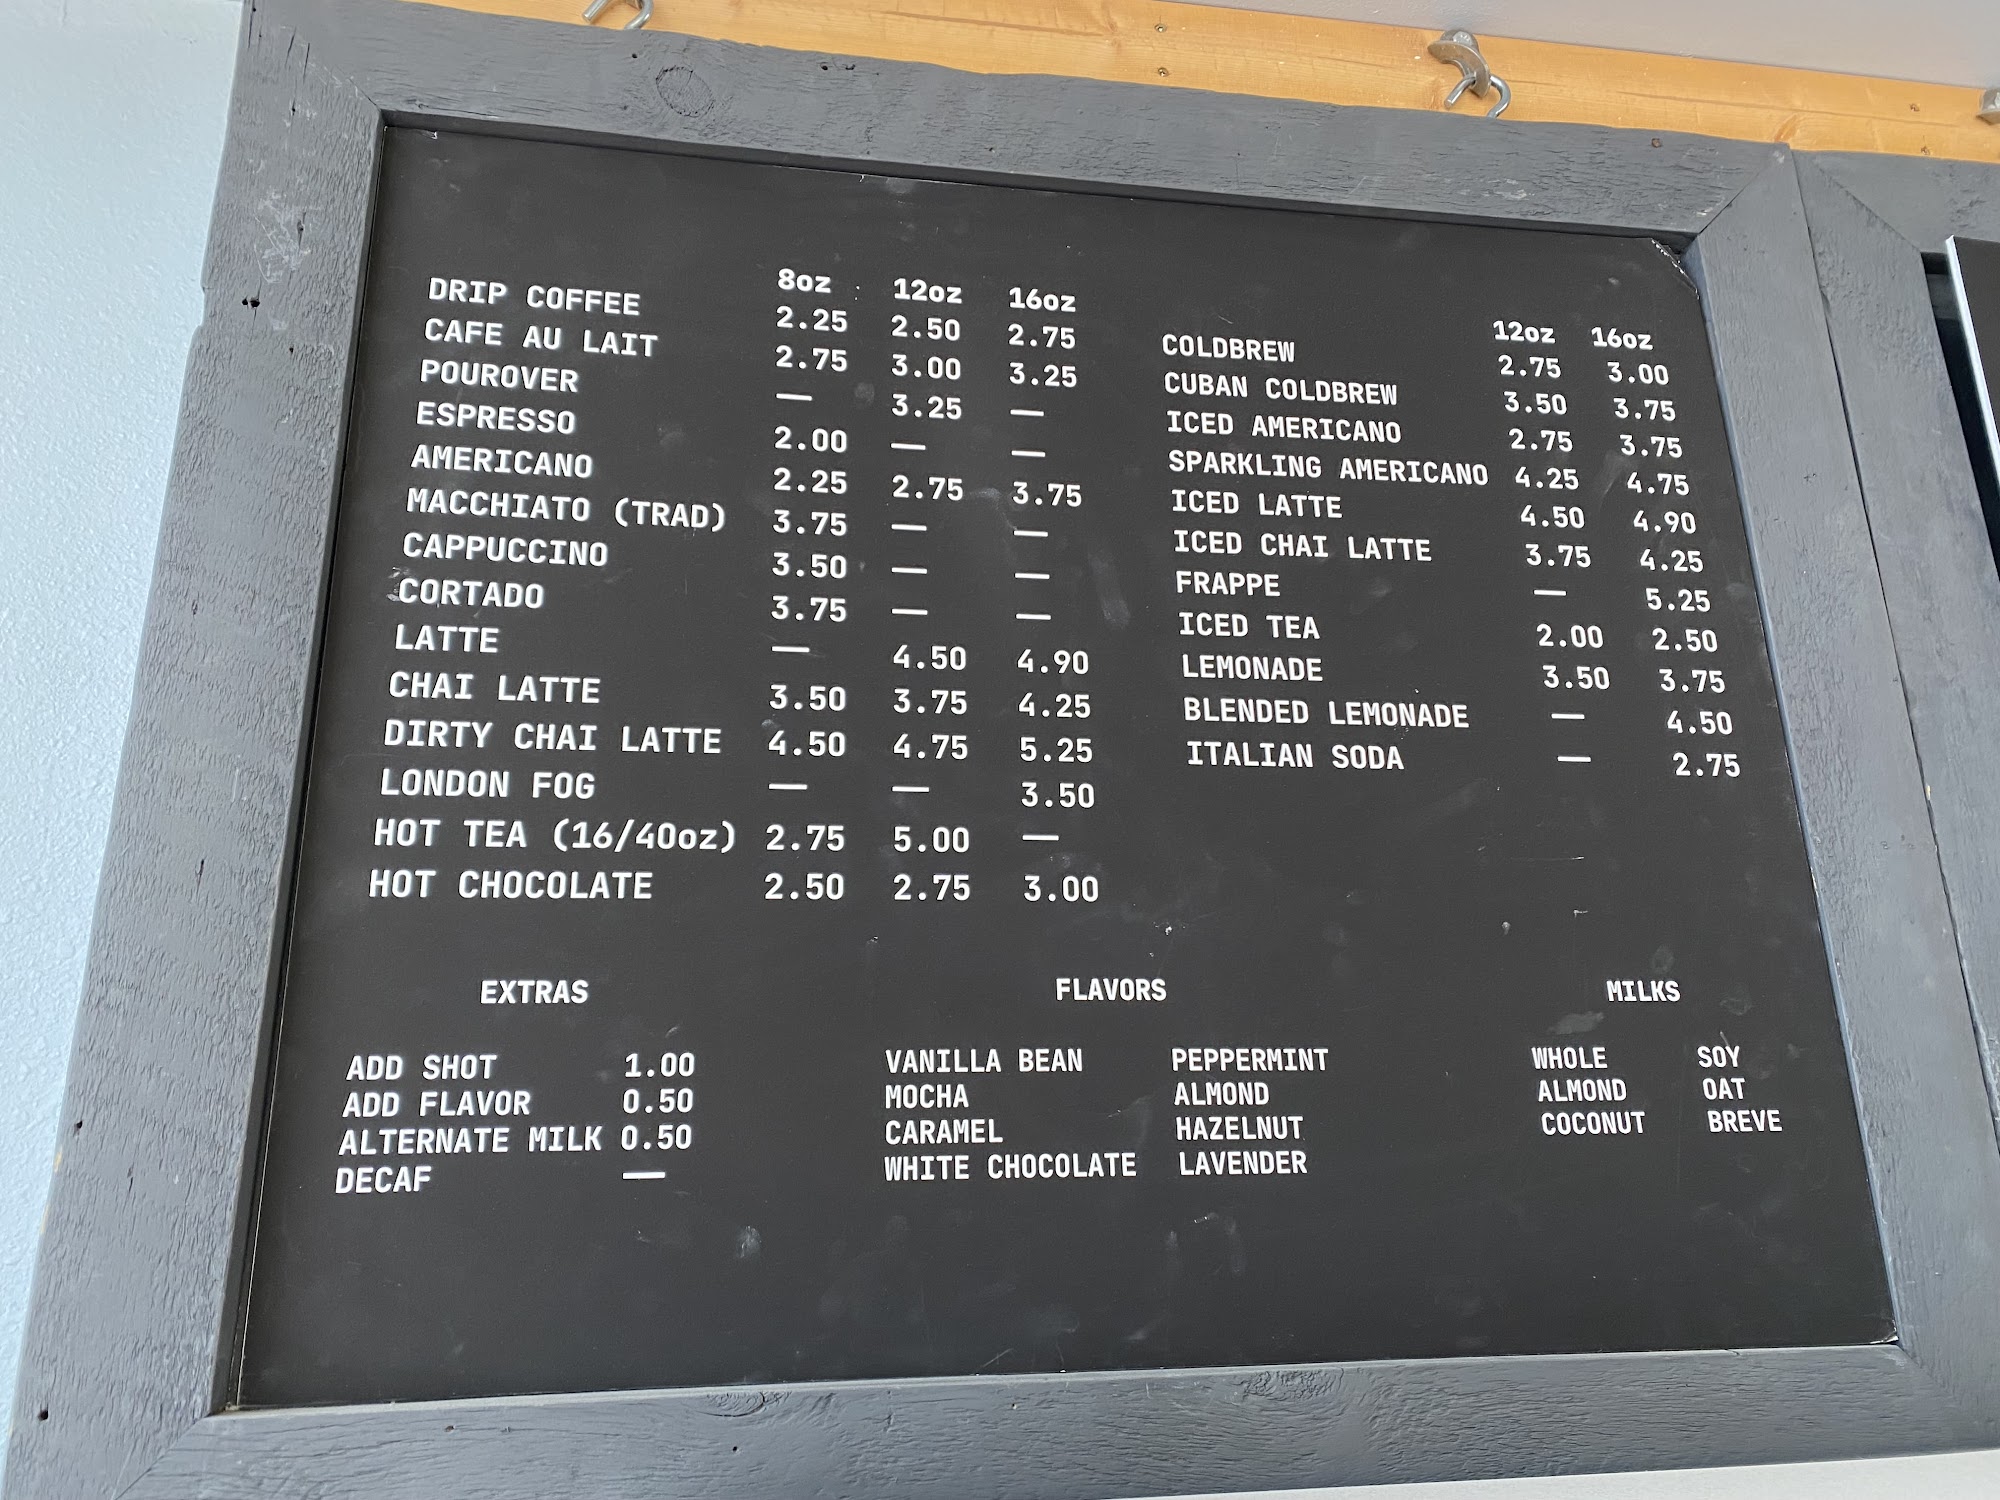 8oz 12oz 16oz
DRIP COFFEE 2.25 2.50 2.75
CAFE AU LAIT 2.75 3.00 3.25
POUROVER — 3.25 —
ESPRESSO 2.00 — —
AMERICANO 2.25 2.75 3.75
MACCHIATO (TRAD) 3.75 — —
CAPPUCCINO 3.50 — —
CORTADO 3.75 — —
LATTE — 4.50 4.90
CHAI LATTE 3.50 3.75 4.25
DIRTY CHAI LATTE 4.50 4.75 5.25
LONDON FOG — — 3.50
HOT TEA (16/40oz) 2.75 5.00 —
HOT CHOCOLATE 2.50 2.75 3.00
12oz 16oz
COLDBREW 2.75 3.00
CUBAN COLDBREW 3.50 3.75
ICED AMERICANO 2.75 3.75
SPARKLING AMERICANO 4.25 4.75
ICED LATTE 4.50 4.90
ICED CHAI LATTE 3.75 4.25
FRAPPE — 5.25
ICED TEA 2.00 2.50
LEMONADE 3.50 3.75
BLENDED LEMONADE — 4.50
ITALIAN SODA — 2.75
EXTRAS
ADD SHOT 1.00
ADD FLAVOR 0.50
ALTERNATE MILK 0.50
DECAF —
FLAVORS
VANILLA BEAN PEPPERMINT
MOCHA ALMOND
CARAMEL HAZELNUT
WHITE CHOCOLATE LAVENDER
MILKS
WHOLE SOY
ALMOND OAT
COCONUT BREVE